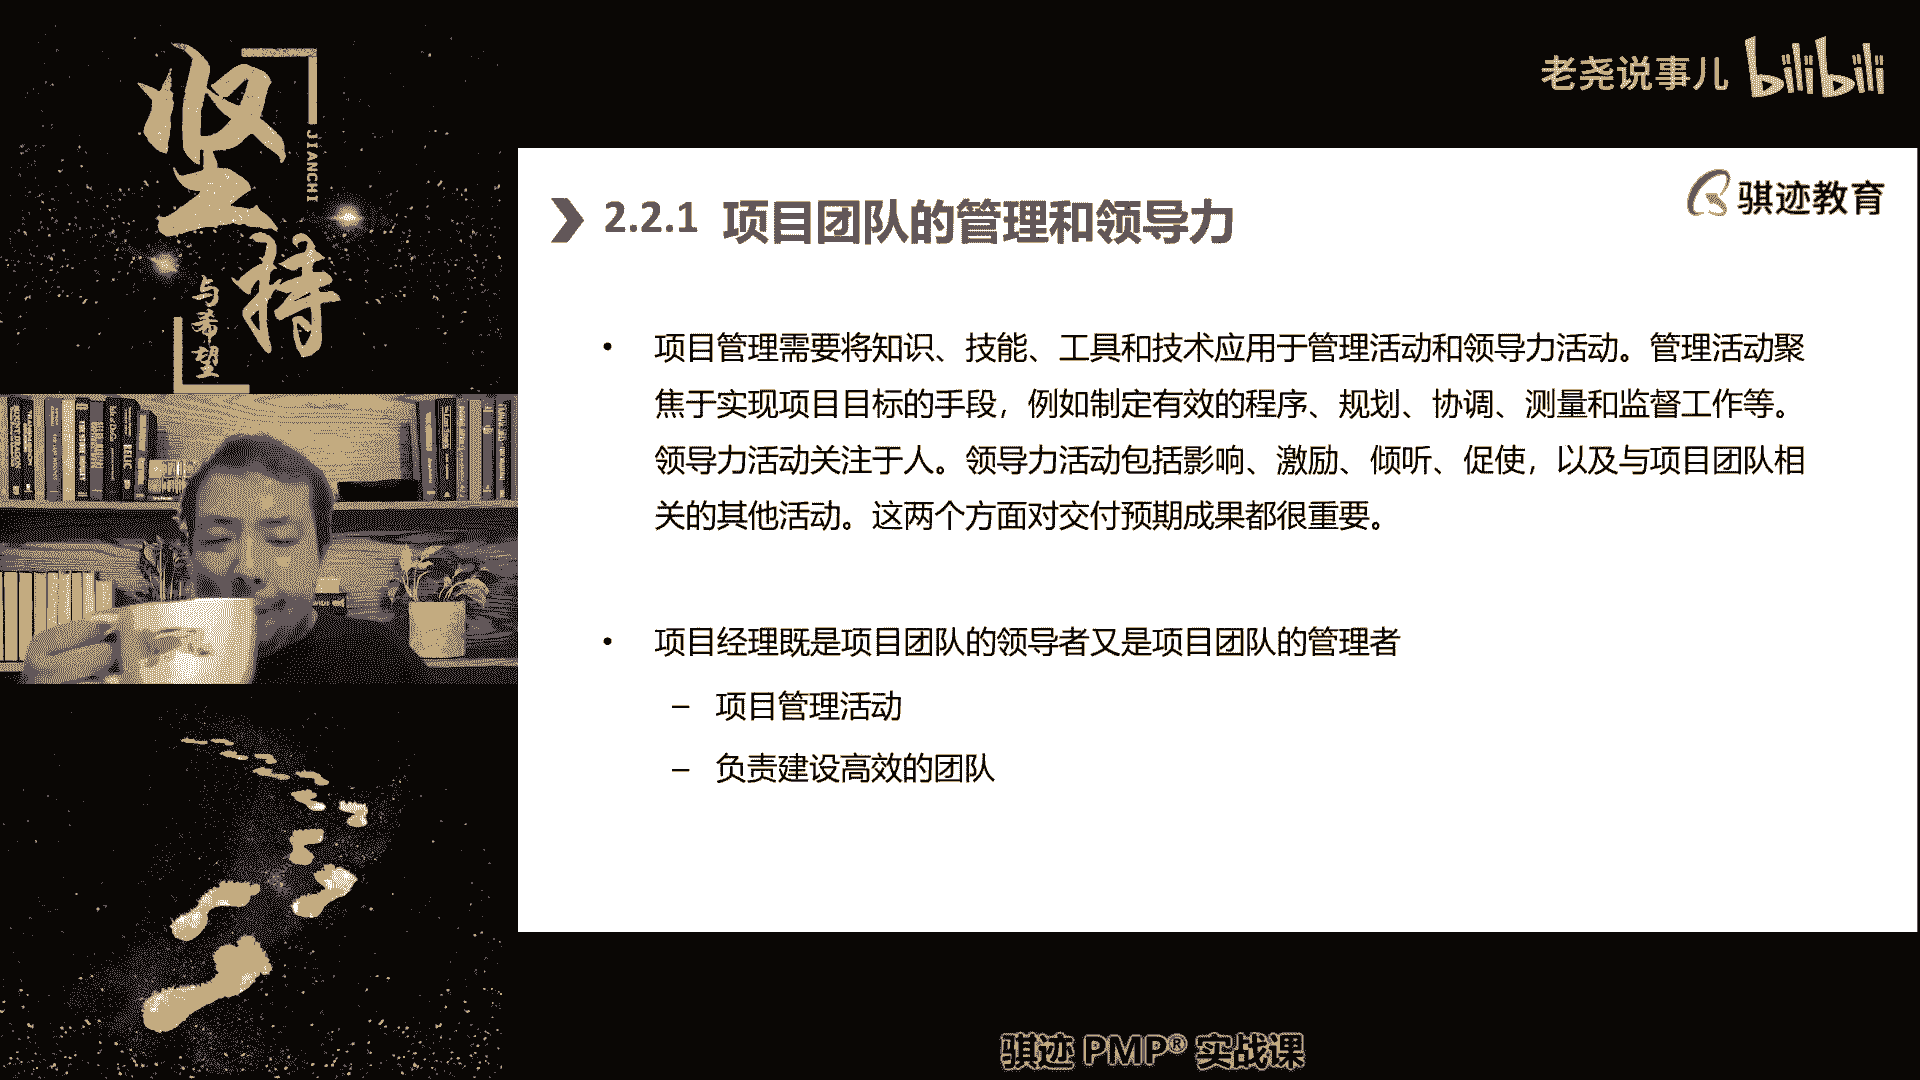 坚持
JIANCHI
与希望
老尧说事儿 bilibili
骐迹教育
2.2.1 项目团队的管理和领导力
• 项目管理需要将知识、技能、工具和技术应用于管理活动和领导力活动。管理活动聚
焦于实现项目目标的手段，例如制定有效的程序、规划、协调、测量和监督工作等。
领导力活动关注于人。领导力活动包括影响、激励、倾听、促使，以及与项目团队相
关的其他活动。这两个方面对交付预期成果都很重要。
• 项目经理既是项目团队的领导者又是项目团队的管理者
– 项目管理活动
– 负责建设高效的团队
骐迹 PMP® 实战课